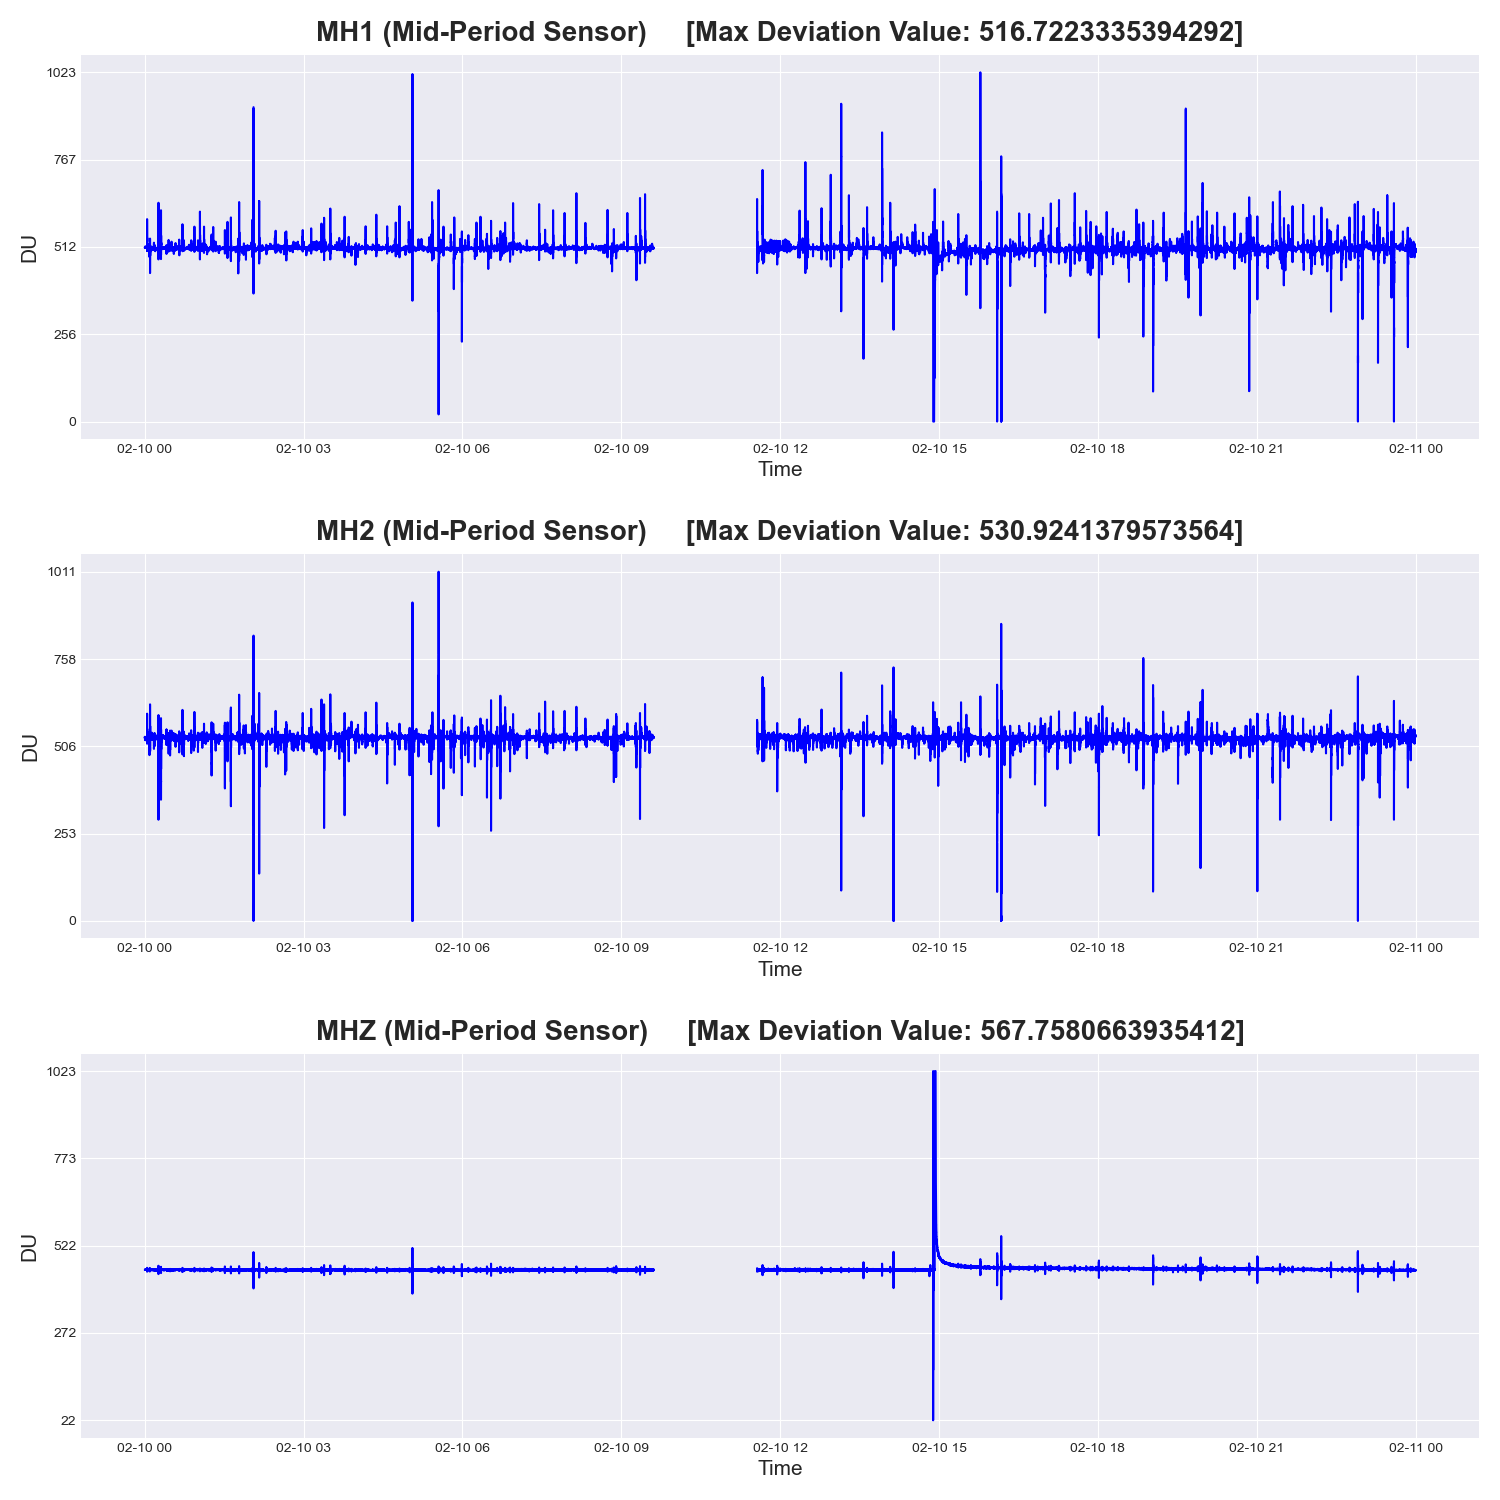 MH1 (Mid-Period Sensor) [Max Deviation Value: 516.7223335394292]
1023
767
512
256
0
DU
02-10 00 02-10 03 02-10 06 02-10 09 02-10 12 02-10 15 02-10 18 02-10 21 02-11 00
Time
MH2 (Mid-Period Sensor) [Max Deviation Value: 530.9241379573564]
1011
758
506
253
0
DU
02-10 00 02-10 03 02-10 06 02-10 09 02-10 12 02-10 15 02-10 18 02-10 21 02-11 00
Time
MHZ (Mid-Period Sensor) [Max Deviation Value: 567.7580663935412]
1023
773
522
272
22
DU
02-10 00 02-10 03 02-10 06 02-10 09 02-10 12 02-10 15 02-10 18 02-10 21 02-11 00
Time